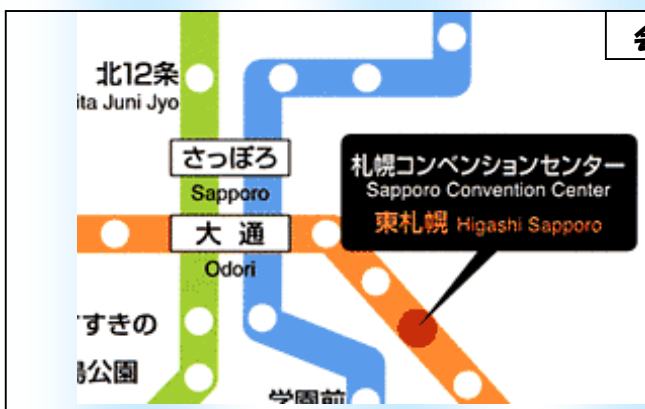 北12条
ita Juni Jyo
さっぽろ
Sapporo
大通
Odori
札幌コンベンションセンター
Sapporo Convention Center
東札幌 Higashi Sapporo
すすきの
公園
学園前